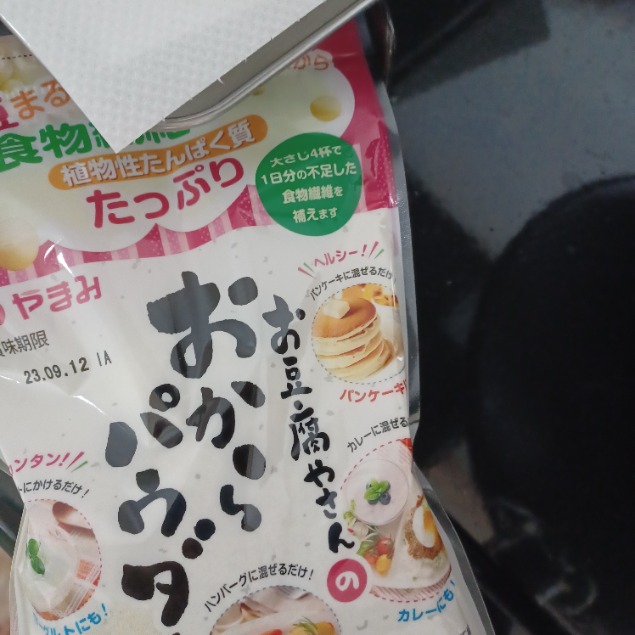 まる
から
食物繊維
植物性たんぱく質
たっぷり
大さじ4杯で
1日分の不足した
食物繊維を
補えます
やまみ
味期限
23.09.12 IA
お豆腐やさんの
おから
パウダ
ヘルシー!
パンケーキに混ぜるだけ
パンケーキ
カレーに混ぜる
カレーにも!
ンタン!
にかけるだけ!
ルトにも!
ハンバーグに混ぜるだけ!